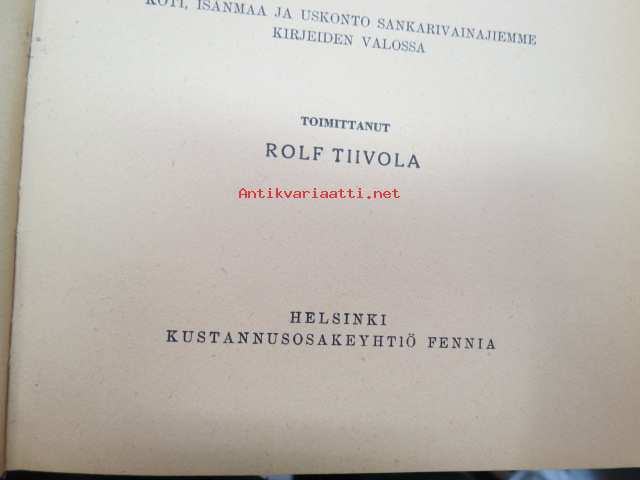 KOTI, ISÄNMAA JA USKONTO SANKARIVAINAJIEMME
KIRJEIDEN VALOSSA
TOIMITTANUT
ROLF TIIVOLA
Antikvariaatti.net
HELSINKI
KUSTANNUSOSAKEYHTIÖ FENNIA